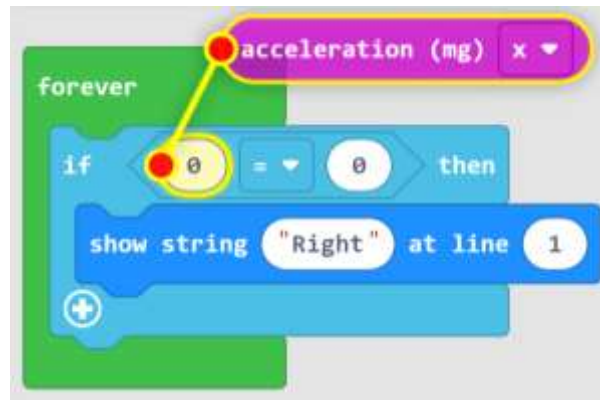 acceleration (mg) x
forever
if 0 = 0 then
show string "Right" at line 1